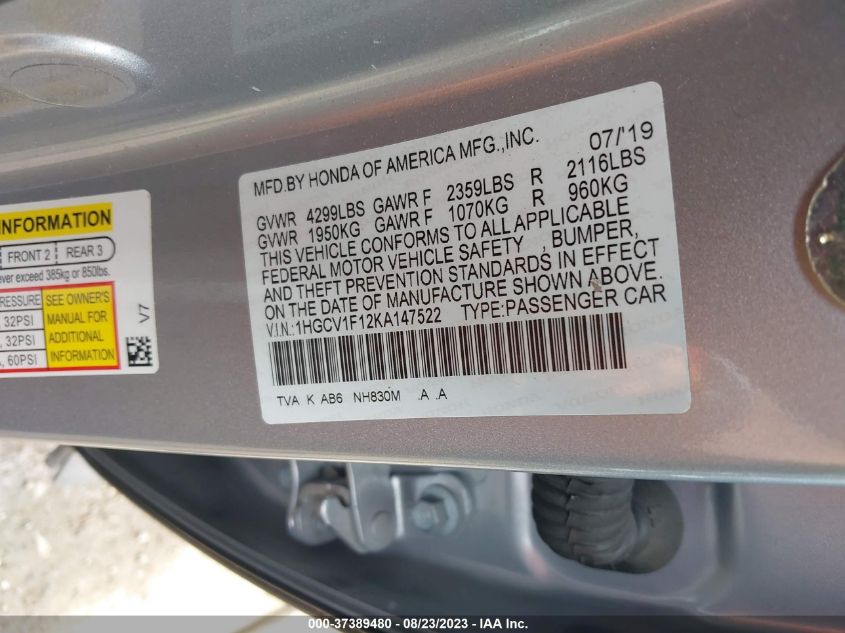 INFORMATION
FRONT 2 REAR 3
ever exceed 385kg or 850lbs.
PRESSURE SEE OWNER'S
, 32PSI MANUAL FOR
, 32PSI ADDITIONAL
, 60PSI INFORMATION
V7
MFD.BY HONDA OF AMERICA MFG.,INC. 07/'19
GVWR 4299LBS GAWR F 2359LBS R 2116LBS
GVWR 1950KG GAWR F 1070KG R 960KG
THIS VEHICLE CONFORMS TO ALL APPLICABLE
FEDERAL MOTOR VEHICLE SAFETY , BUMPER,
AND THEFT PREVENTION STANDARDS IN EFFECT
ON THE DATE OF MANUFACTURE SHOWN ABOVE.
V.I.N.:1HGCV1F12KA147522 TYPE:PASSENGER CAR
TVA K AB6 NH830M .A .A
000-37389480 - 08/23/2023 - IAA Inc.